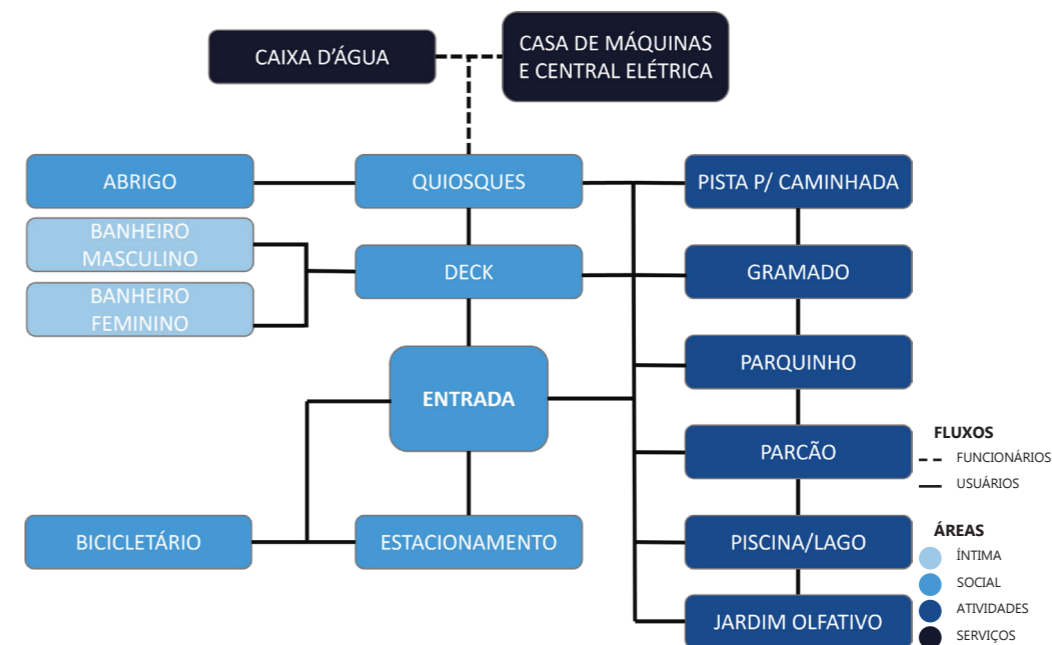 CAIXA D’ÁGUA
CASA DE MÁQUINAS
E CENTRAL ELÉTRICA
ABRIGO
QUIOSQUES
PISTA P/ CAMINHADA
BANHEIRO
MASCULINO
DECK
GRAMADO
BANHEIRO
FEMININO
PARQUINHO
ENTRADA
PARCÃO
BICICLETÁRIO
ESTACIONAMENTO
PISCINA/LAGO
JARDIM OLFATIVO
FLUXOS
FUNCIONÁRIOS
USUÁRIOS
ÁREAS
ÍNTIMA
SOCIAL
ATIVIDADES
SERVIÇOS